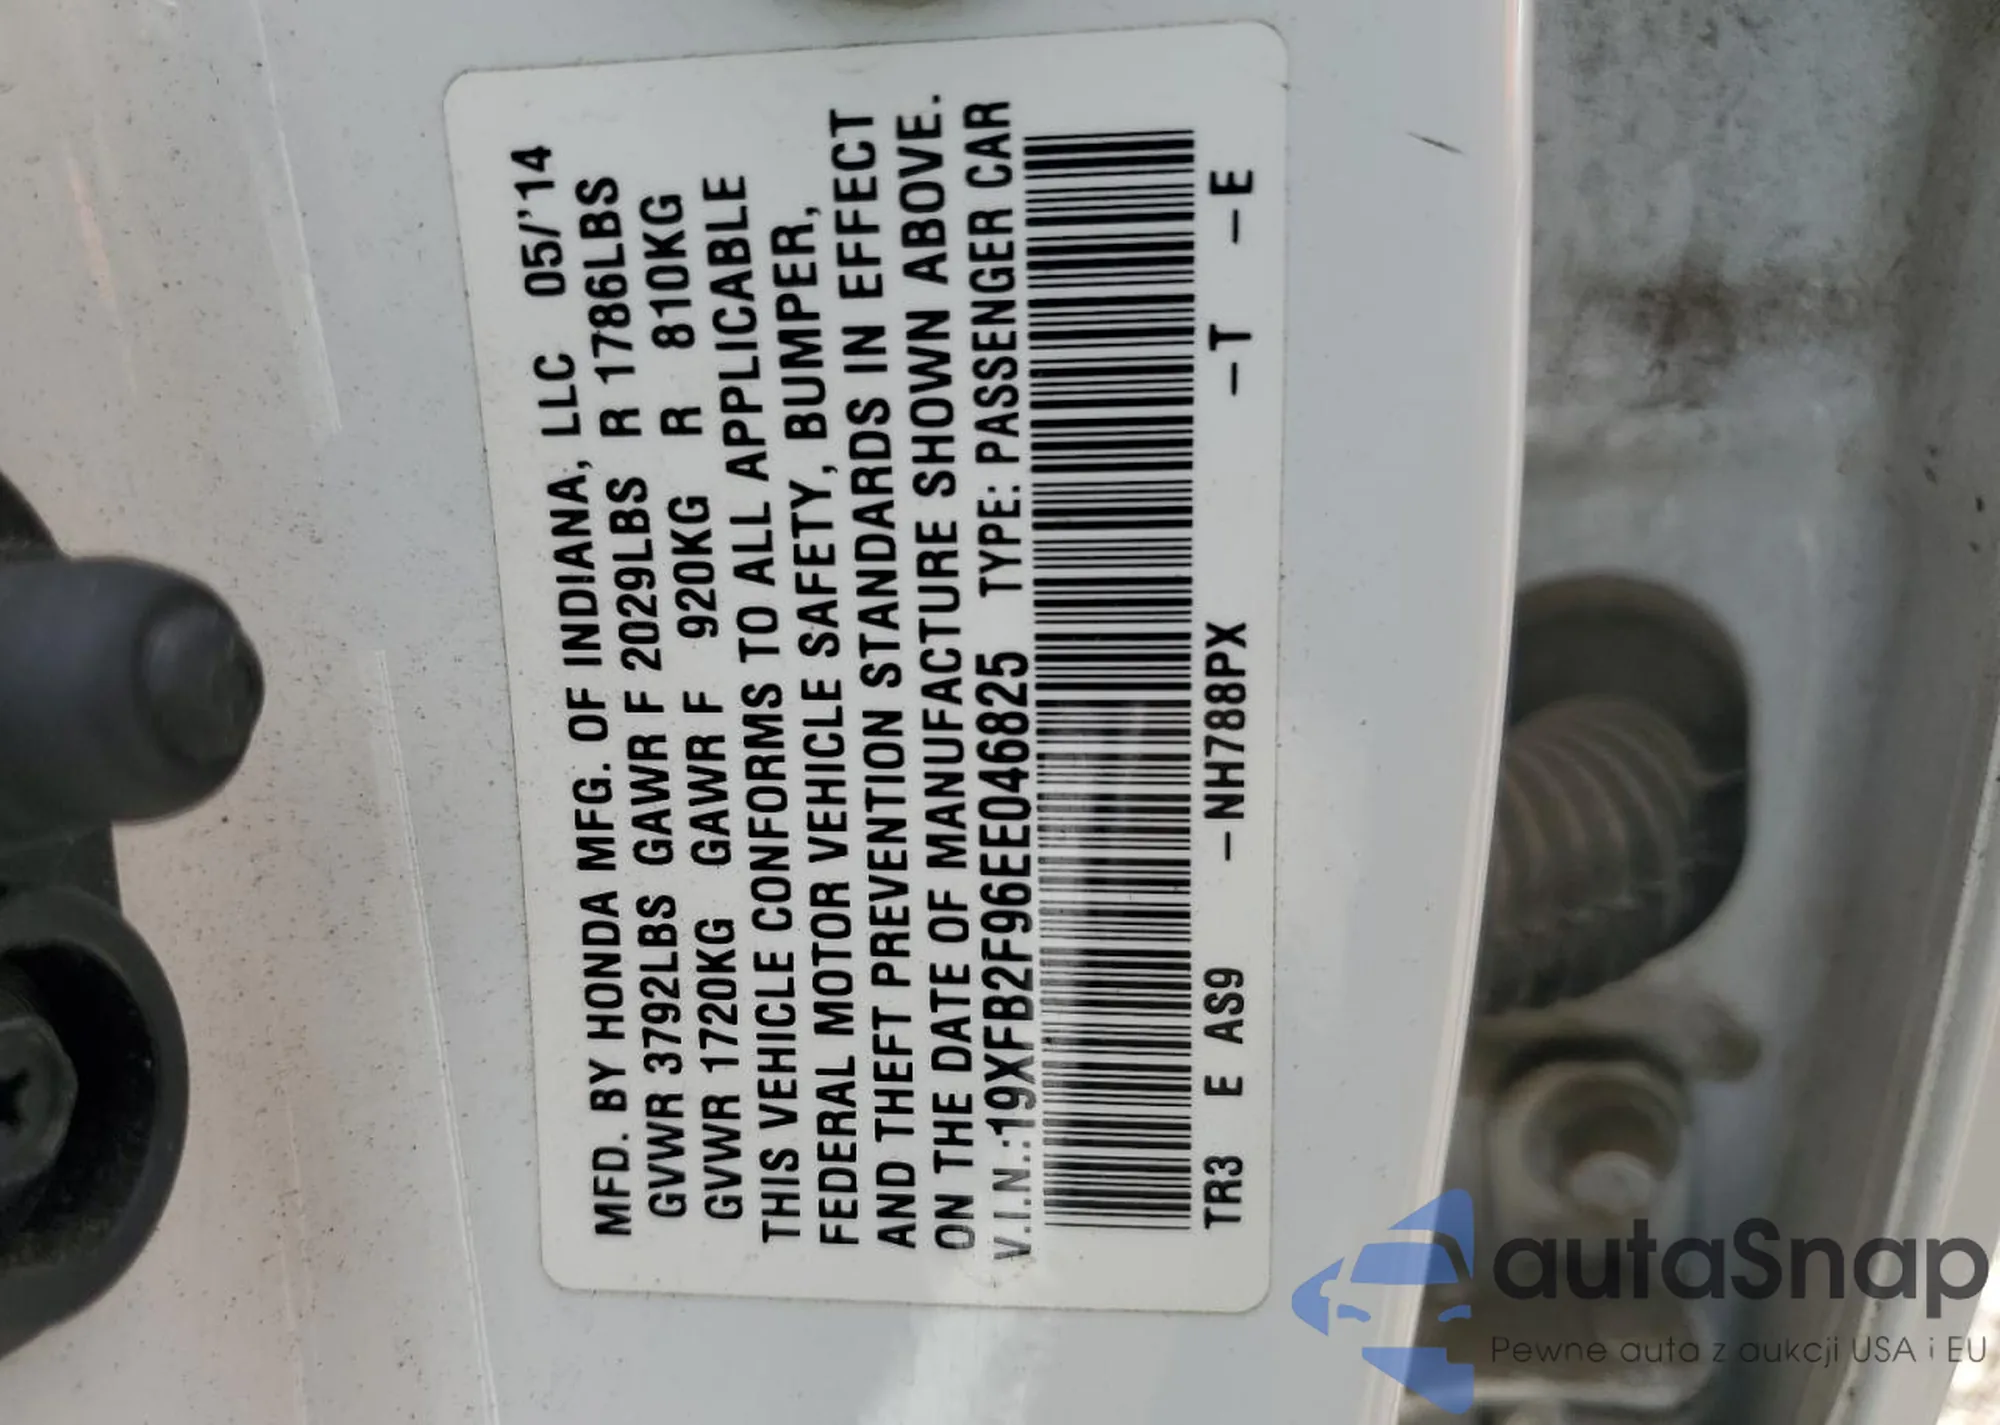 MFD. BY HONDA MFG. OF INDIANA, LLC 05/'14
GVWR 3792LBS GAWR F 2029LBS R 1786LBS
GVWR 1720KG GAWR F 920KG R 810KG
THIS VEHICLE CONFORMS TO ALL APPLICABLE
FEDERAL MOTOR VEHICLE SAFETY, BUMPER,
AND THEFT PREVENTION STANDARDS IN EFFECT
ON THE DATE OF MANUFACTURE SHOWN ABOVE.
V.I.N.:19XFB2F96EE046825 TYPE: PASSENGER CAR
TR3 E AS9 –NH788PX –T –E
autaSnap
Pewne auta z aukcji USA i EU